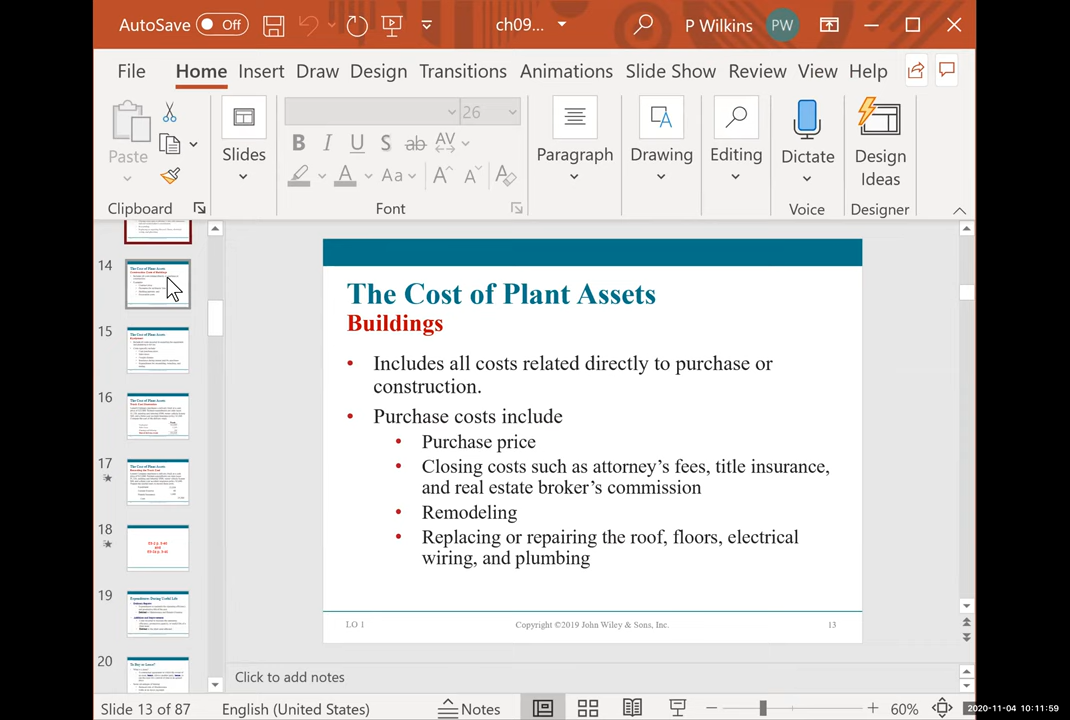 AutoSave Off ch09... P Wilkins PW
File Home Insert Draw Design Transitions Animations Slide Show Review View Help
26
Paste Slides Paragraph Drawing Editing Dictate Design
Ideas
Clipboard Font Voice Designer
14
15
16
17
18
19
20
The Cost of Plant Assets
Buildings
• Includes all costs related directly to purchase or
construction.
• Purchase costs include
• Purchase price
• Closing costs such as attorney's fees, title insurance,
and real estate broker's commission
• Remodeling
• Replacing or repairing the roof, floors, electrical
wiring, and plumbing
LO 1 Copyright ©2019 John Wiley & Sons, Inc. 13
Click to add notes
Slide 13 of 87 English (United States) Notes 60% 2020-11-04 10:11:59